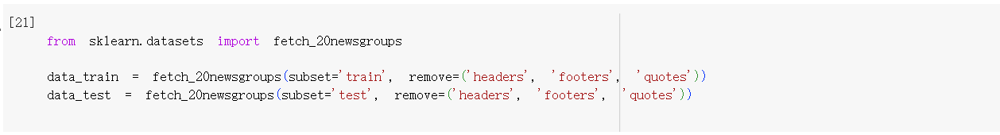 [21]
from sklearn.datasets import fetch_20newsgroups
data_train = fetch_20newsgroups(subset='train', remove=('headers', 'footers', 'quotes'))
data_test = fetch_20newsgroups(subset='test', remove=('headers', 'footers', 'quotes'))